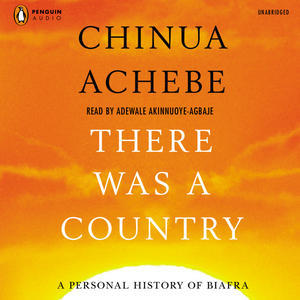 PENGUIN
AUDIO
UNABRIDGED
CHINUA
ACHEBE
READ BY ADEWALE AKINNUOYE-AGBAJE
THERE
WAS A
COUNTRY
A PERSONAL HISTORY OF BIAFRA